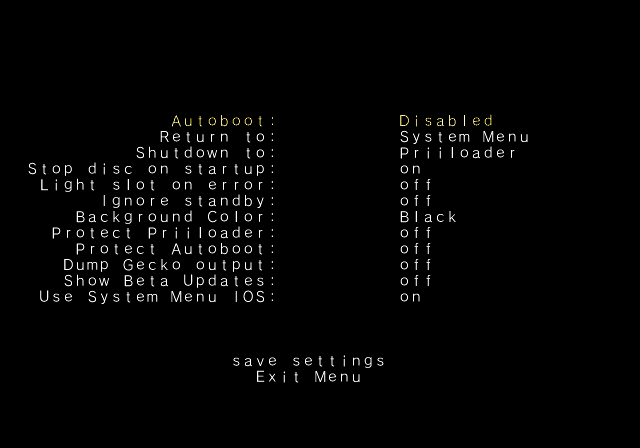 Autoboot: Disabled
Return to: System Menu
Shutdown to: Priiloader
Stop disc on startup: on
Light slot on error: off
Ignore standby: off
Background Color: Black
Protect Priiloader: off
Protect Autoboot: off
Dump Gecko output: off
Show Beta Updates: off
Use System Menu IOS: on
save settings
Exit Menu